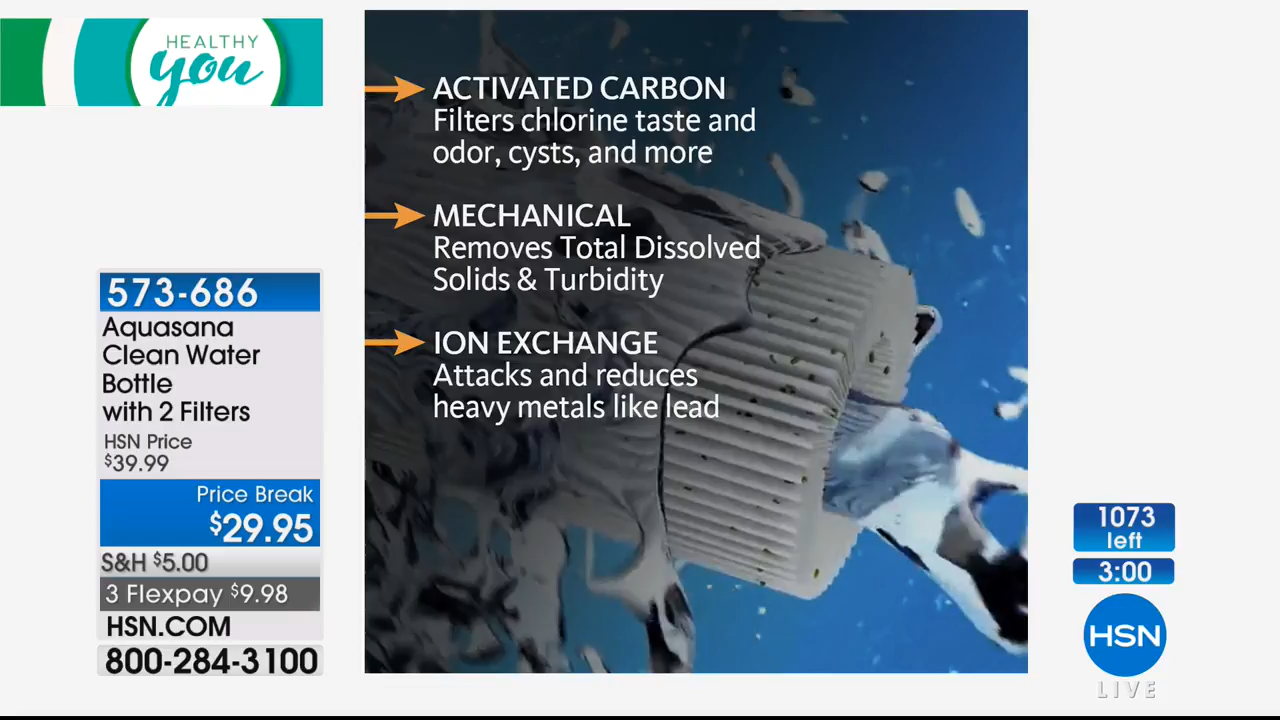 HEALTHY
you
573-686
Aquasana
Clean Water
Bottle
with 2 Filters
HSN Price
$39.99
Price Break
$29.95
S&H $5.00
3 Flexpay $9.98
HSN.COM
800-284-3100
ACTIVATED CARBON
Filters chlorine taste and
odor, cysts, and more
MECHANICAL
Removes Total Dissolved
Solids & Turbidity
ION EXCHANGE
Attacks and reduces
heavy metals like lead
1073
left
3:00
HSN
LIVE